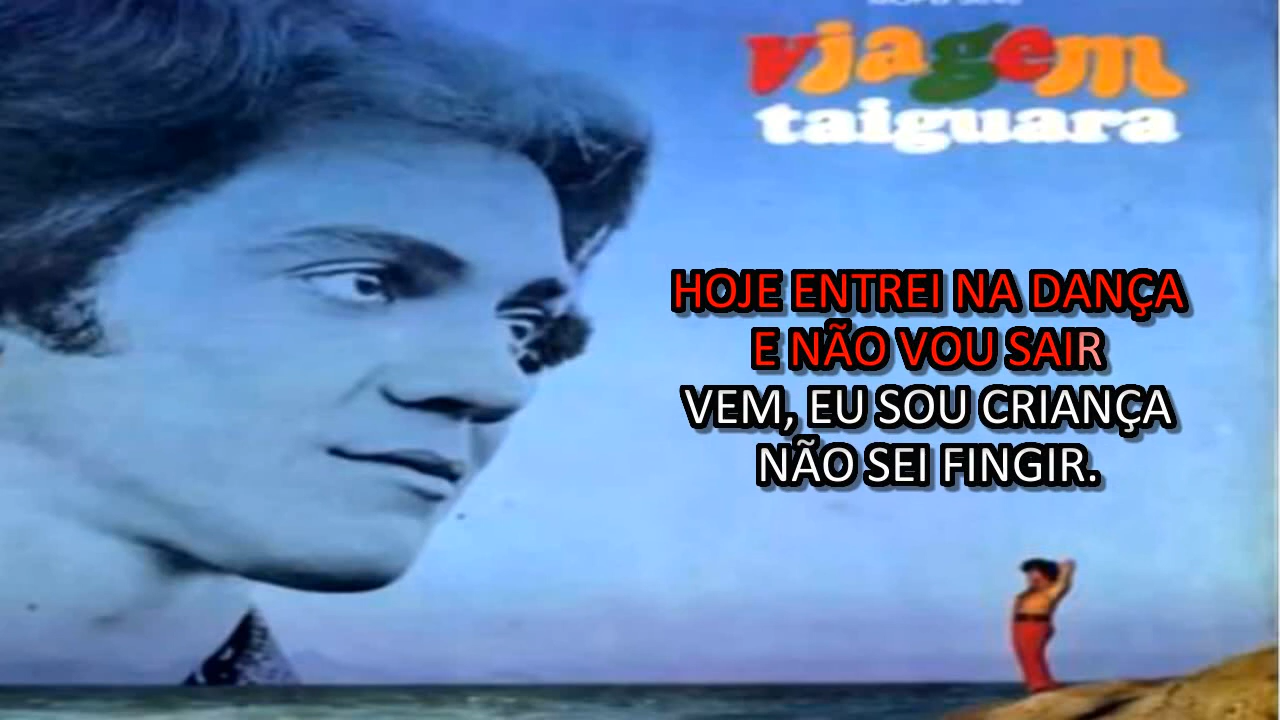 viagem
taiguara
HOJE ENTREI NA DANÇA
E NÃO VOU SAIR
VEM, EU SOU CRIANÇA
NÃO SEI FINGIR.